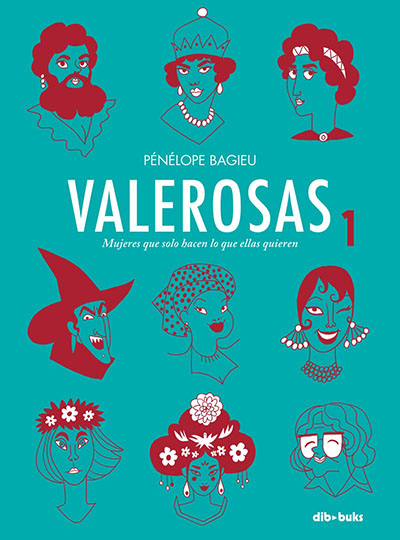 PÉNÉLOPE BAGIEU
VALEROSAS 1
Mujeres que solo hacen lo que ellas quieren
dib▸buks